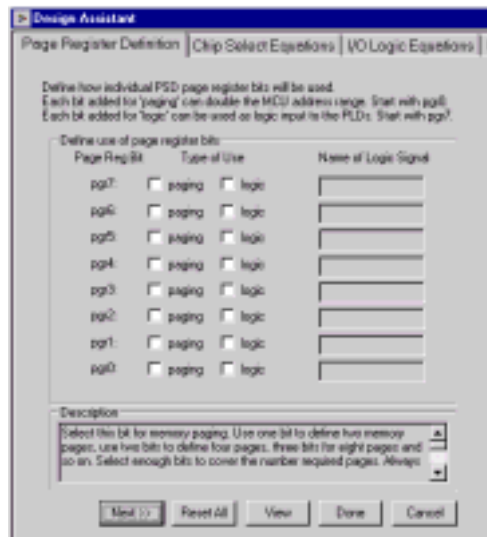 Design Assistant
Page Register Definition | Chip Select Equations | I/O Logic Equations
Define how individual PSD page register bits will be used.
Each bit added for 'paging' can double the MCU address range. Start with pgr0.
Each bit added for 'logic' can be used as logic input to the PLDs. Start with pgr7.
Define use of page register bits
Page Reg Bit Type of Use Name of Logic Signal
pgr7: paging logic
pgr6: paging logic
pgr5: paging logic
pgr4: paging logic
pgr3: paging logic
pgr2: paging logic
pgr1: paging logic
pgr0: paging logic
Description
Select this bit for memory paging. Use one bit to define two memory
pages, use two bits to define four pages, three bits for eight pages and
so on. Select enough bits to cover the number required pages. Always
Next >> Reset All View Done Cancel